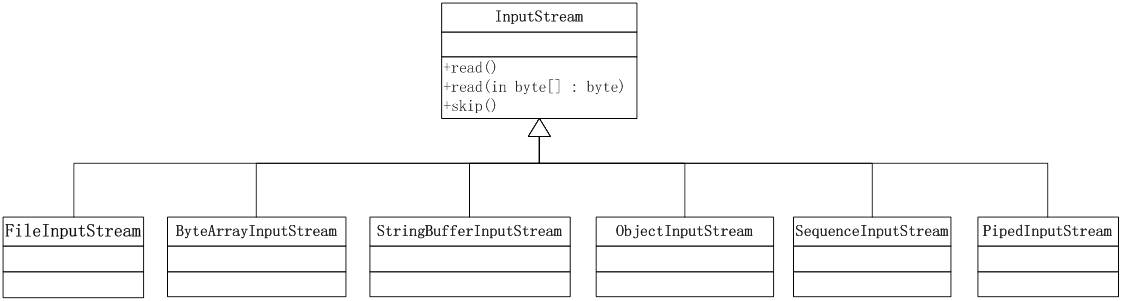 InputStream
+read()
+read(in byte[] : byte)
+skip()
FileInputStream
ByteArrayInputStream
StringBufferInputStream
ObjectInputStream
SequenceInputStream
PipedInputStream